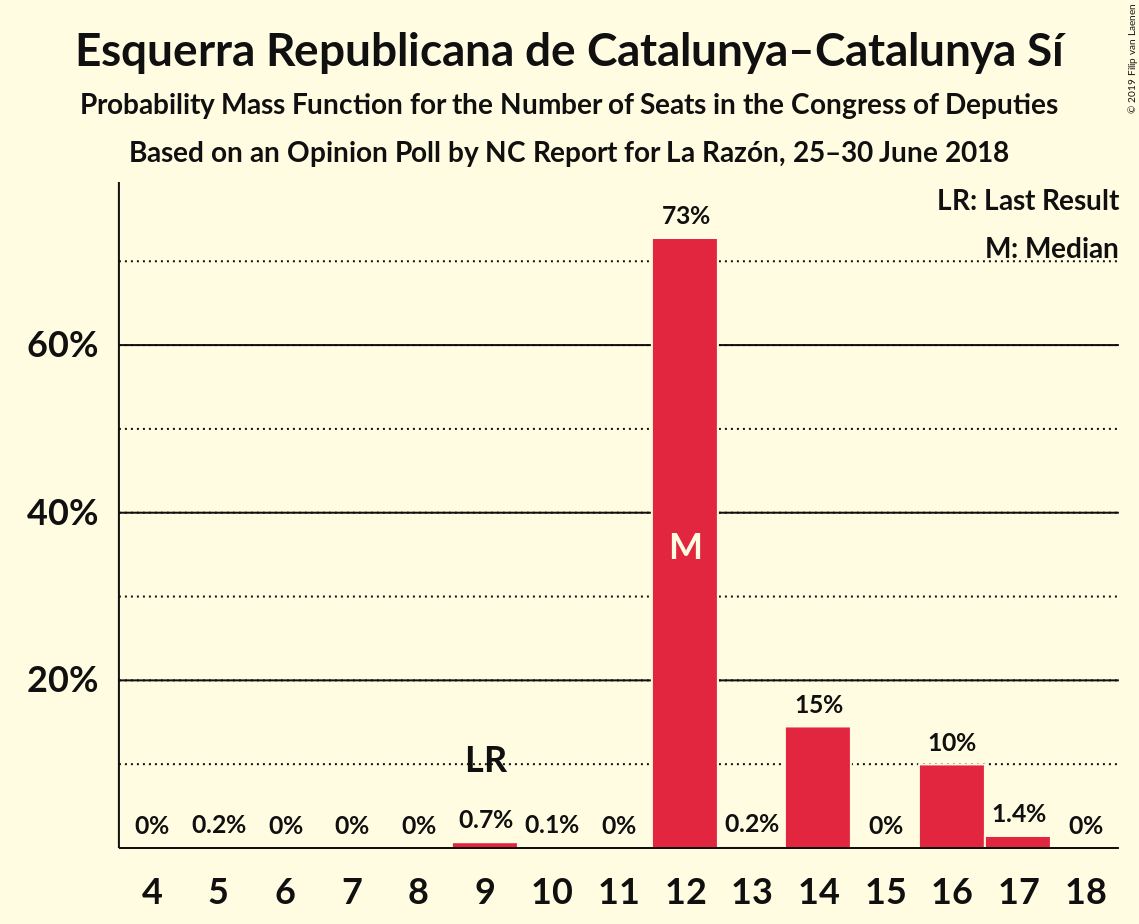 Esquerra Republicana de Catalunya–Catalunya Sí
Probability Mass Function for the Number of Seats in the Congress of Deputies
Based on an Opinion Poll by NC Report for La Razón, 25–30 June 2018
© 2019 Filip van Laenen
LR: Last Result
M: Median
73%
60%
40%
M
20%
15%
LR
10%
0%
0.2%
0%
0%
0%
0.7%
0.1%
0%
0.2%
0%
1.4%
0%
4 5 6 7 8 9 10 11 12 13 14 15 16 17 18